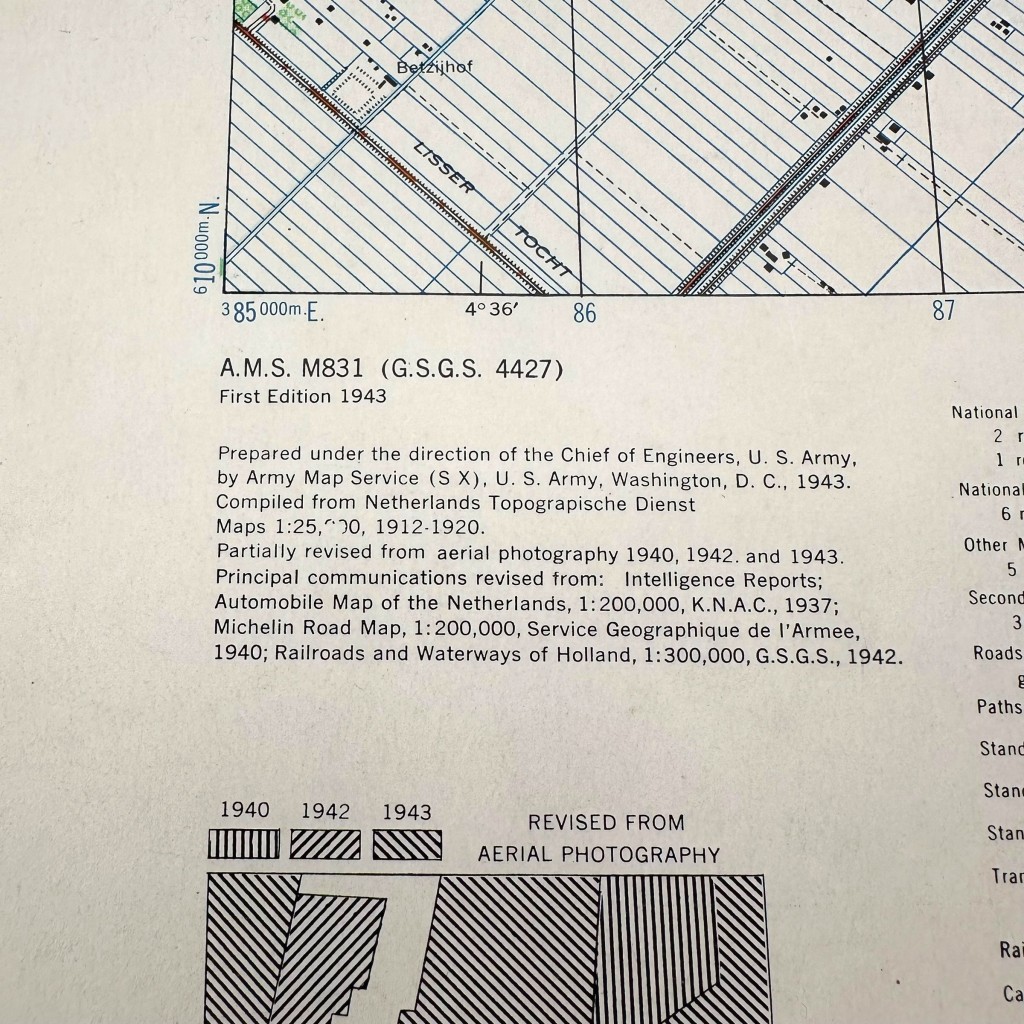 Betzijhof
LISSER
TOCHT
610000m.N.
385000m.E.
4°36′
86
87
A.M.S. M831 (G.S.G.S. 4427)
First Edition 1943
Prepared under the direction of the Chief of Engineers, U. S. Army,
by Army Map Service (S X), U. S. Army, Washington, D. C., 1943.
Compiled from Netherlands Topograpische Dienst
Maps 1912-1920.
Partially revised from aerial photography 1940, 1942. and 1943.
Principal communications revised from: Intelligence Reports;
Automobile Map of the Netherlands, 1:200,000, K.N.A.C., 1937;
Michelin Road Map, 1:200,000, Service Geographique de l'Armee,
1940; Railroads and Waterways of Holland, 1:300,000, G.S.G.S., 1942.
National
2
1
National
6
Other
5
3
Roads
Paths
1940 1942 1943
REVISED FROM
AERIAL PHOTOGRAPHY